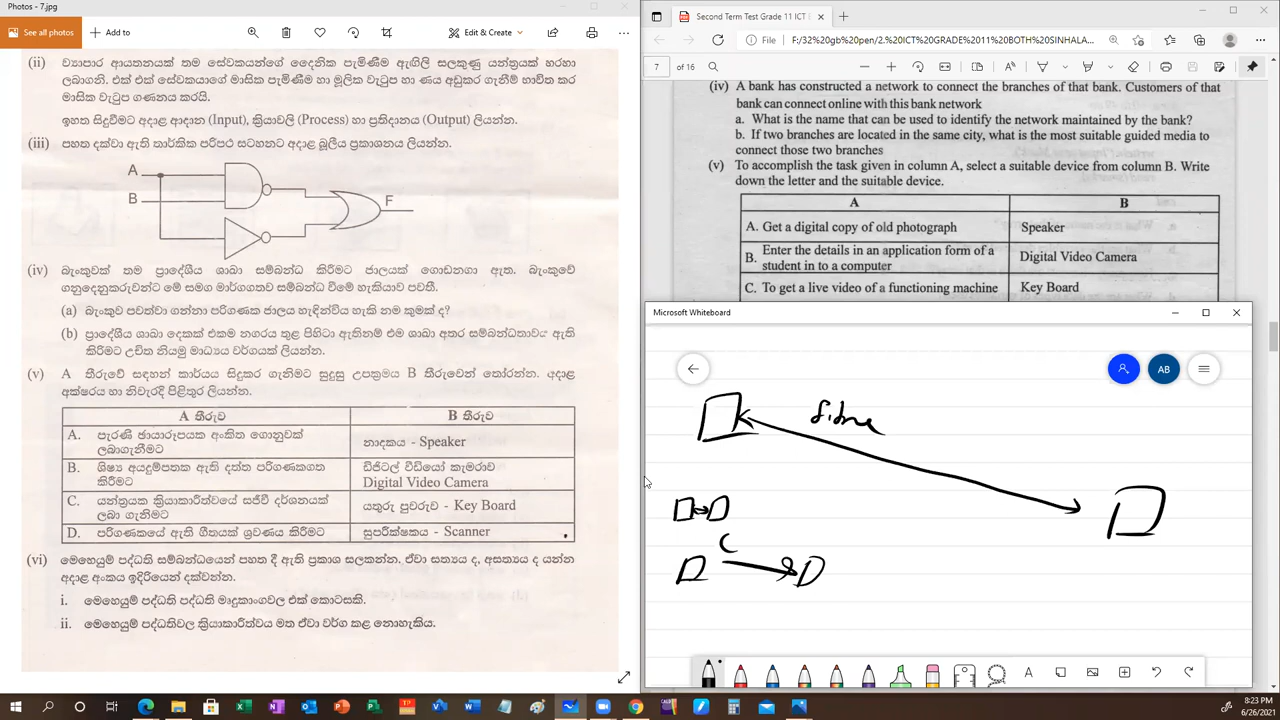 Photos - 7.jpg
See all photos
Add to
Edit & Create
(ii) ව්‍යාපාර ආයතනයක් තම සේවකයන්ගේ දෛනික පැමිණීම ඇඟිලි සලකුණු යන්ත්‍රයක් හරහා
ලබාගනී. එක් එක් සේවකයාගේ මාසික පැමිණීම හා මූලික වැටුප හා ණය අඩුකර ගැනීම් භාවිත කර
මාසික වැටුප ගණනය කරයි.
ඉහත සිදුවීමට අදාළ ආදාන (Input), ක්‍රියාවලි (Process) හා ප්‍රතිදානය (Output) ලියන්න.
(iii) පහත දක්වා ඇති තාර්කික පරිපථ සටහනට අදාළ බූලීය ප්‍රකාශනය ලියන්න.
A
B
F
(iv) බැංකුවක් තම ප්‍රාදේශීය ශාඛා සම්බන්ධ කිරීමට ජාලයක් ගොඩනගා ඇත. බැංකුවේ
ගනුදෙනුකරුවන්ට මේ සමග මාර්ගගතව සම්බන්ධ වීමේ හැකියාව පවතී.
(a) බැංකුව පවත්වා ගන්නා පරිගණක ජාලය හැඳින්විය හැකි නම කුමක් ද?
(b) ප්‍රාදේශීය ශාඛා දෙකක් එකම නගරය තුළ පිහිටා ඇතිනම් එම ශාඛා අතර සම්බන්ධතාවය ඇති
කිරීමට උචිත නියමු මාධ්‍යය වර්ගයක් ලියන්න.
(v) A තීරුවේ සඳහන් කාර්යය සිදුකර ගැනීමට සුදුසු උපක්‍රමය B තීරුවෙන් තෝරන්න. අදාළ
අක්ෂරය හා නිවැරදි පිළිතුර ලියන්න.
A තීරුව B තීරුව
A. පැරණි ඡායාරූපයක අංකිත ගොනුවක් ලබාගැනීමට නාදකය - Speaker
B. ශිෂ්‍ය අයදුම්පතක ඇති දත්ත පරිගණකගත කිරීමට ඩිජිටල් වීඩියෝ කැමරාව Digital Video Camera
C. යන්ත්‍රයක ක්‍රියාකාරීත්වයේ සජීවී දර්ශනයක් ලබා ගැනීමට යතුරු පුවරුව - Key Board
D. පරිගණකයේ ඇති ගීතයක් ශ්‍රවණය කිරීමට සුපරීක්ෂකය - Scanner
(vi) මෙහෙයුම් පද්ධති සම්බන්ධයෙන් පහත දී ඇති ප්‍රකාශ සලකන්න. ඒවා සත්‍යය ද, අසත්‍යය ද යන්න
අදාළ අංකය ඉදිරියෙන් දක්වන්න.
i. මෙහෙයුම් පද්ධති පද්ධති මෘදුකාංගවල එක් කොටසකි.
ii. මෙහෙයුම් පද්ධතිවල ක්‍රියාකාරීත්වය මත ඒවා වර්ග කළ නොහැකිය.
Second Term Test Grade 11 ICT
File F:/32%20gb%20pen/2.%20ICT%20GRADE%2011%20BOTH%20SINHALA...
7 of 16
(iv) A bank has constructed a network to connect the branches of that bank. Customers of that
bank can connect online with this bank network
a. What is the name that can be used to identify the network maintained by the bank?
b. If two branches are located in the same city, what is the most suitable guided media to
connect those two branches
(v) To accomplish the task given in column A, select a suitable device from column B. Write
down the letter and the suitable device.
A B
A. Get a digital copy of old photograph Speaker
B. Enter the details in an application form of a student in to a computer Digital Video Camera
C. To get a live video of a functioning machine Key Board
Microsoft Whiteboard
AB
C
8:23 PM
6/26/2021